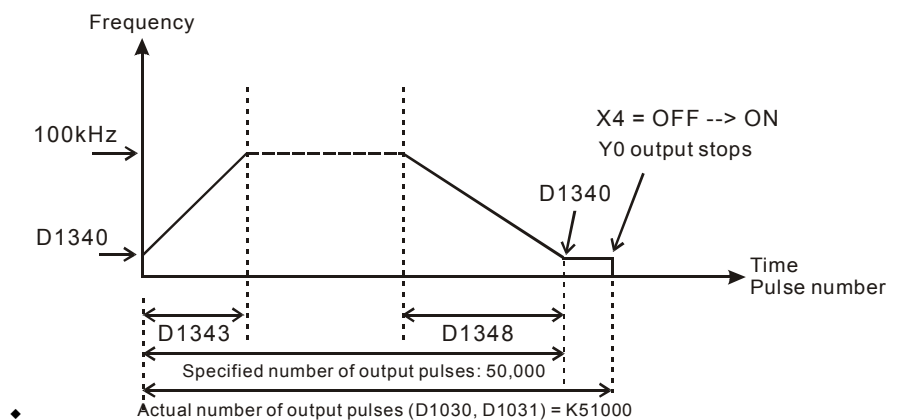 Frequency
100kHz
D1340
X4 = OFF --> ON
Y0 output stops
D1340
Time
Pulse number
D1343
D1348
Specified number of output pulses: 50,000
Actual number of output pulses (D1030, D1031) = K51000